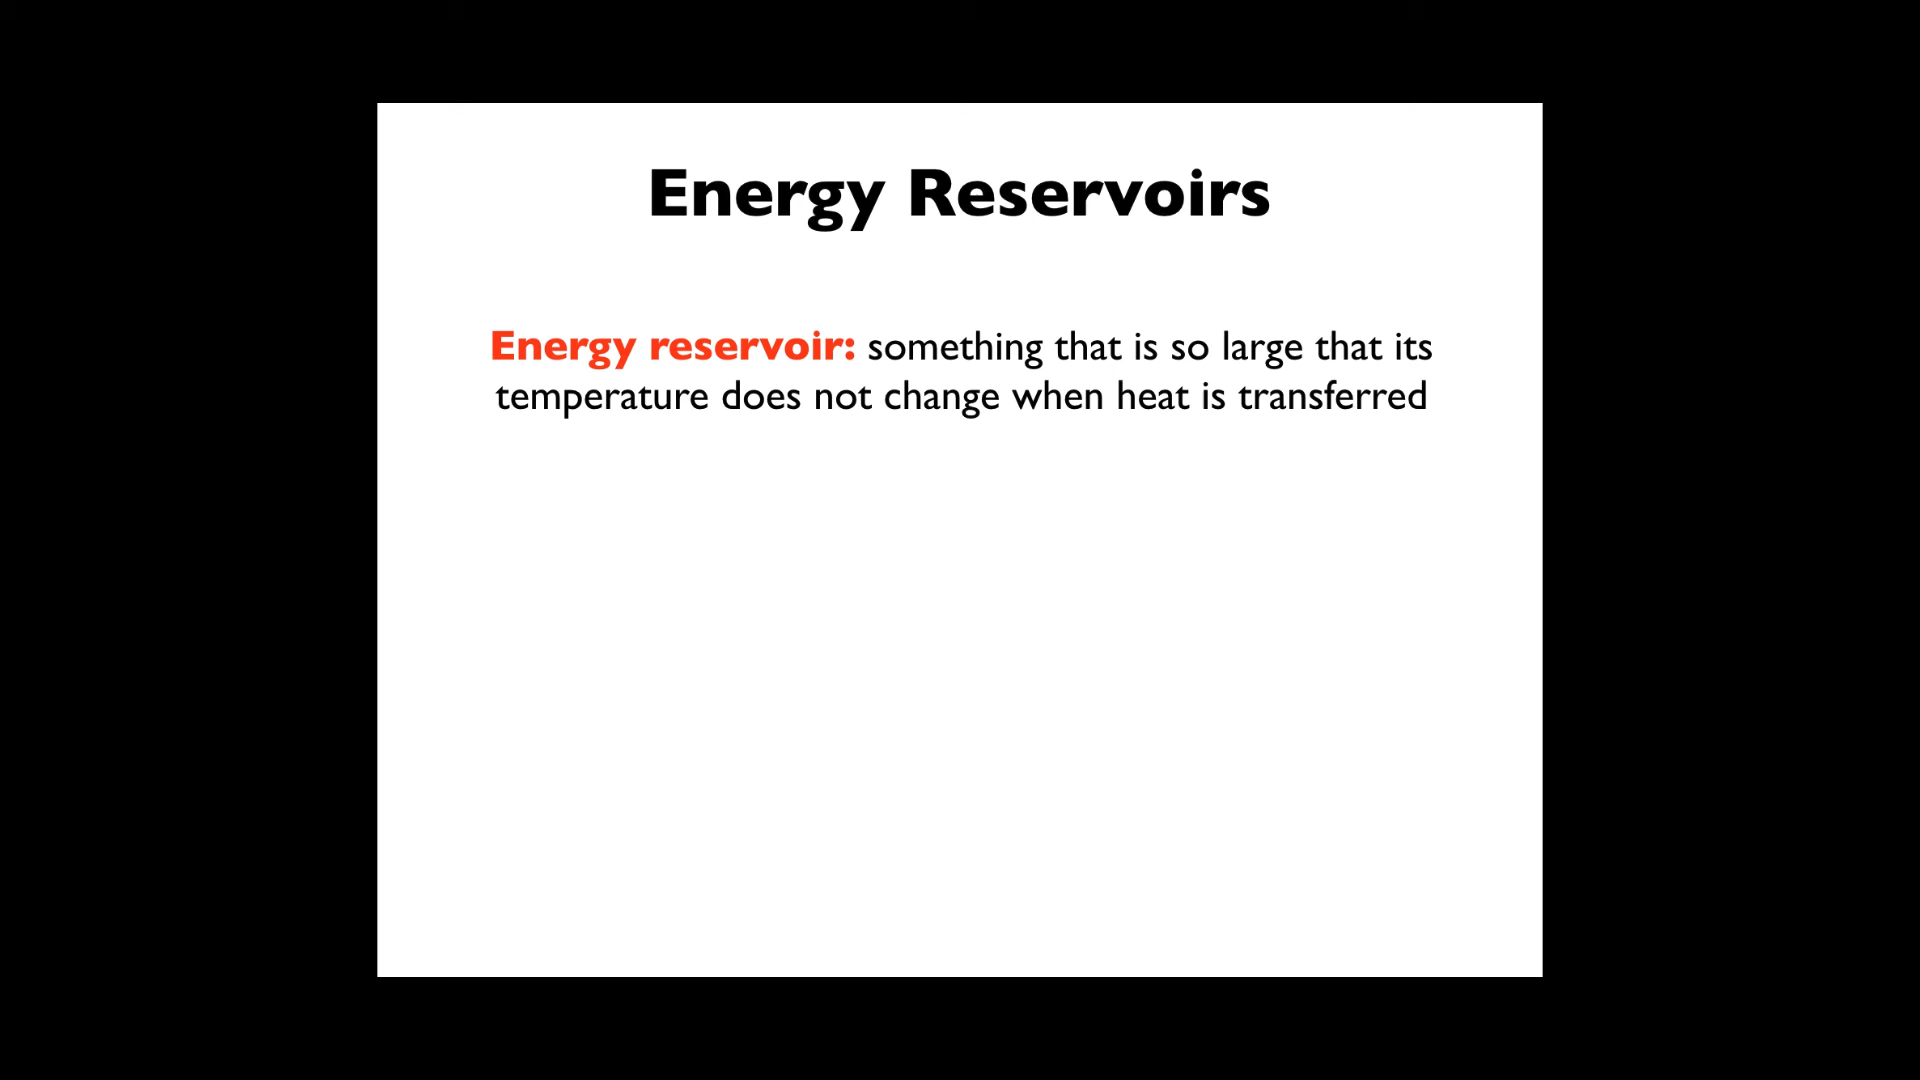 Energy Reservoirs
Energy reservoir: something that is so large that its
temperature does not change when heat is transferred